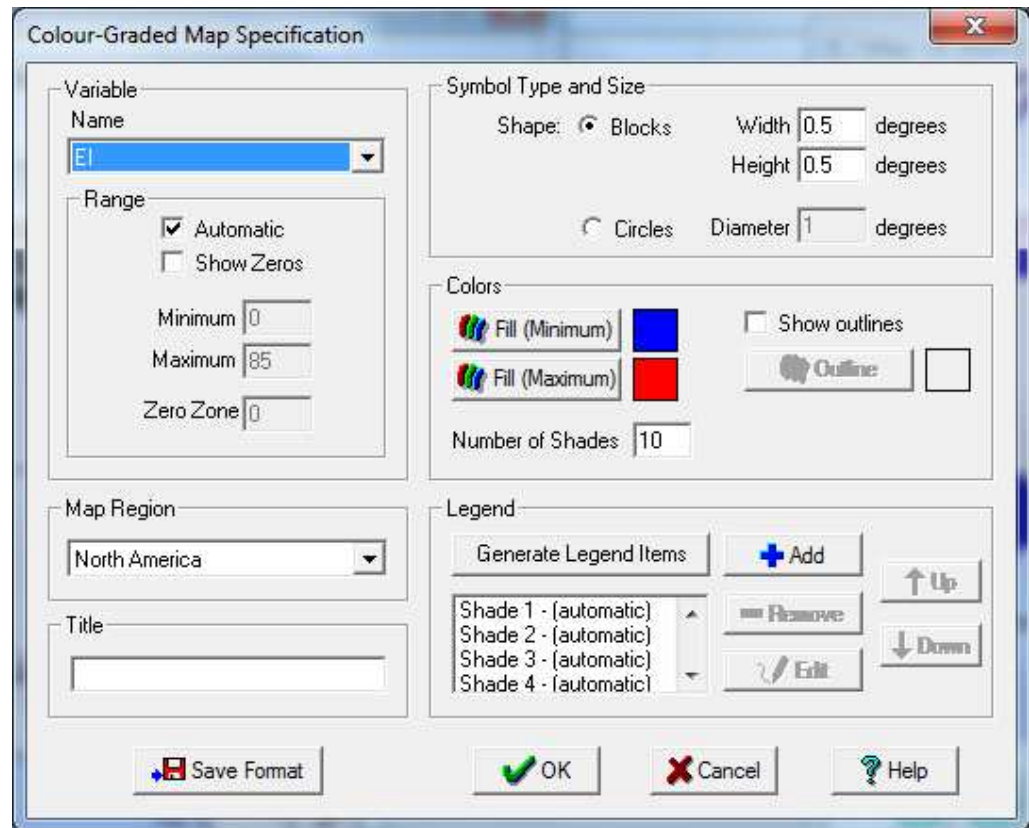 Colour-Graded Map Specification
Variable
Name
EI
Range
Automatic
Show Zeros
Minimum 0
Maximum 85
Zero Zone 0
Map Region
North America
Title
Symbol Type and Size
Shape: Blocks Width 0.5 degrees
Height 0.5 degrees
Circles Diameter 1 degrees
Colors
Fill (Minimum) Show outlines
Fill (Maximum) Outline
Number of Shades 10
Legend
Generate Legend Items Add Up
Shade 1 - (automatic) Remove
Shade 2 - (automatic)
Shade 3 - (automatic) Down
Shade 4 - (automatic) Edit
Save Format OK Cancel Help